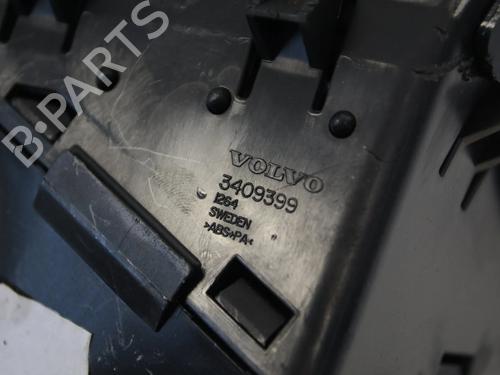 B-PARTS
VOLVO
3409399
1264
SWEDEN
>ABS+PA<